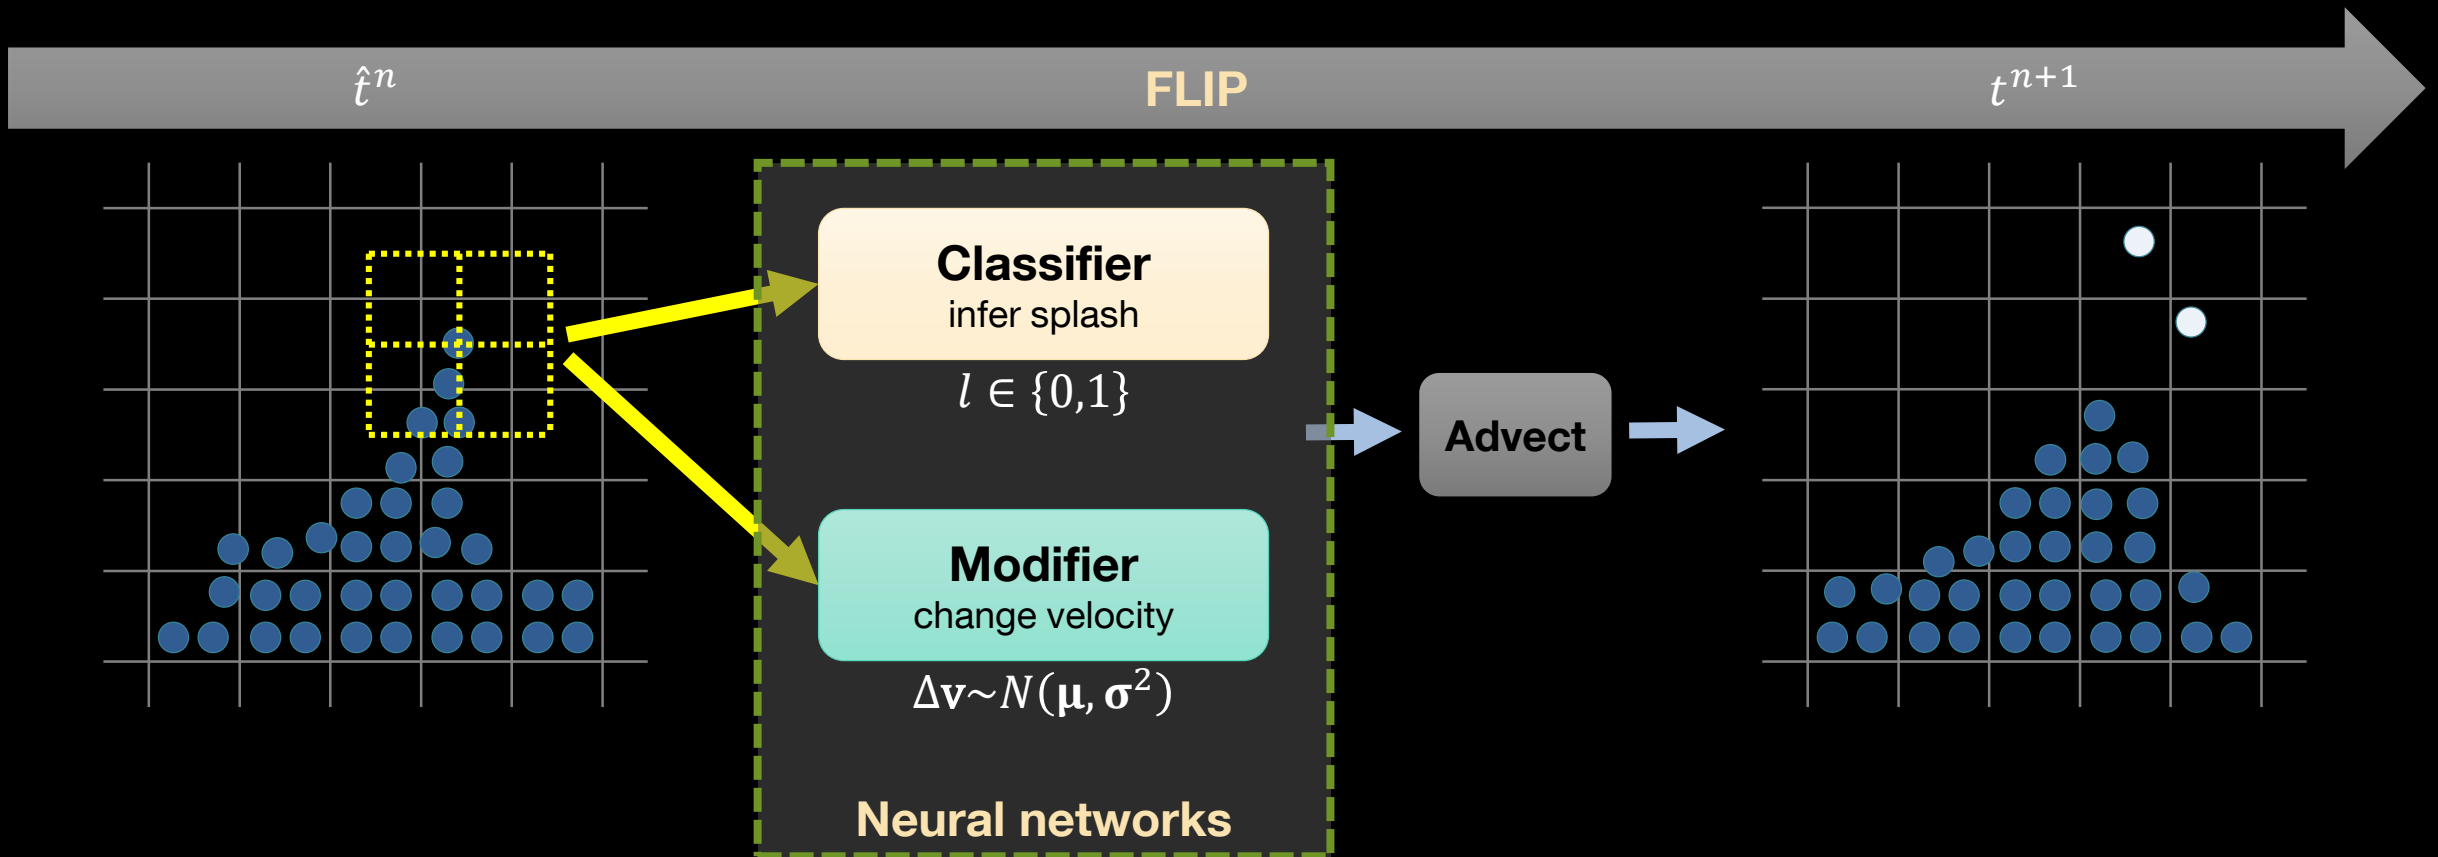 t̂ⁿ
FLIP
tⁿ⁺¹
Classifier
infer splash
l ∈ {0,1}
Advect
Modifier
change velocity
Δ𝐯~N(𝛍, 𝛔²)
Neural networks